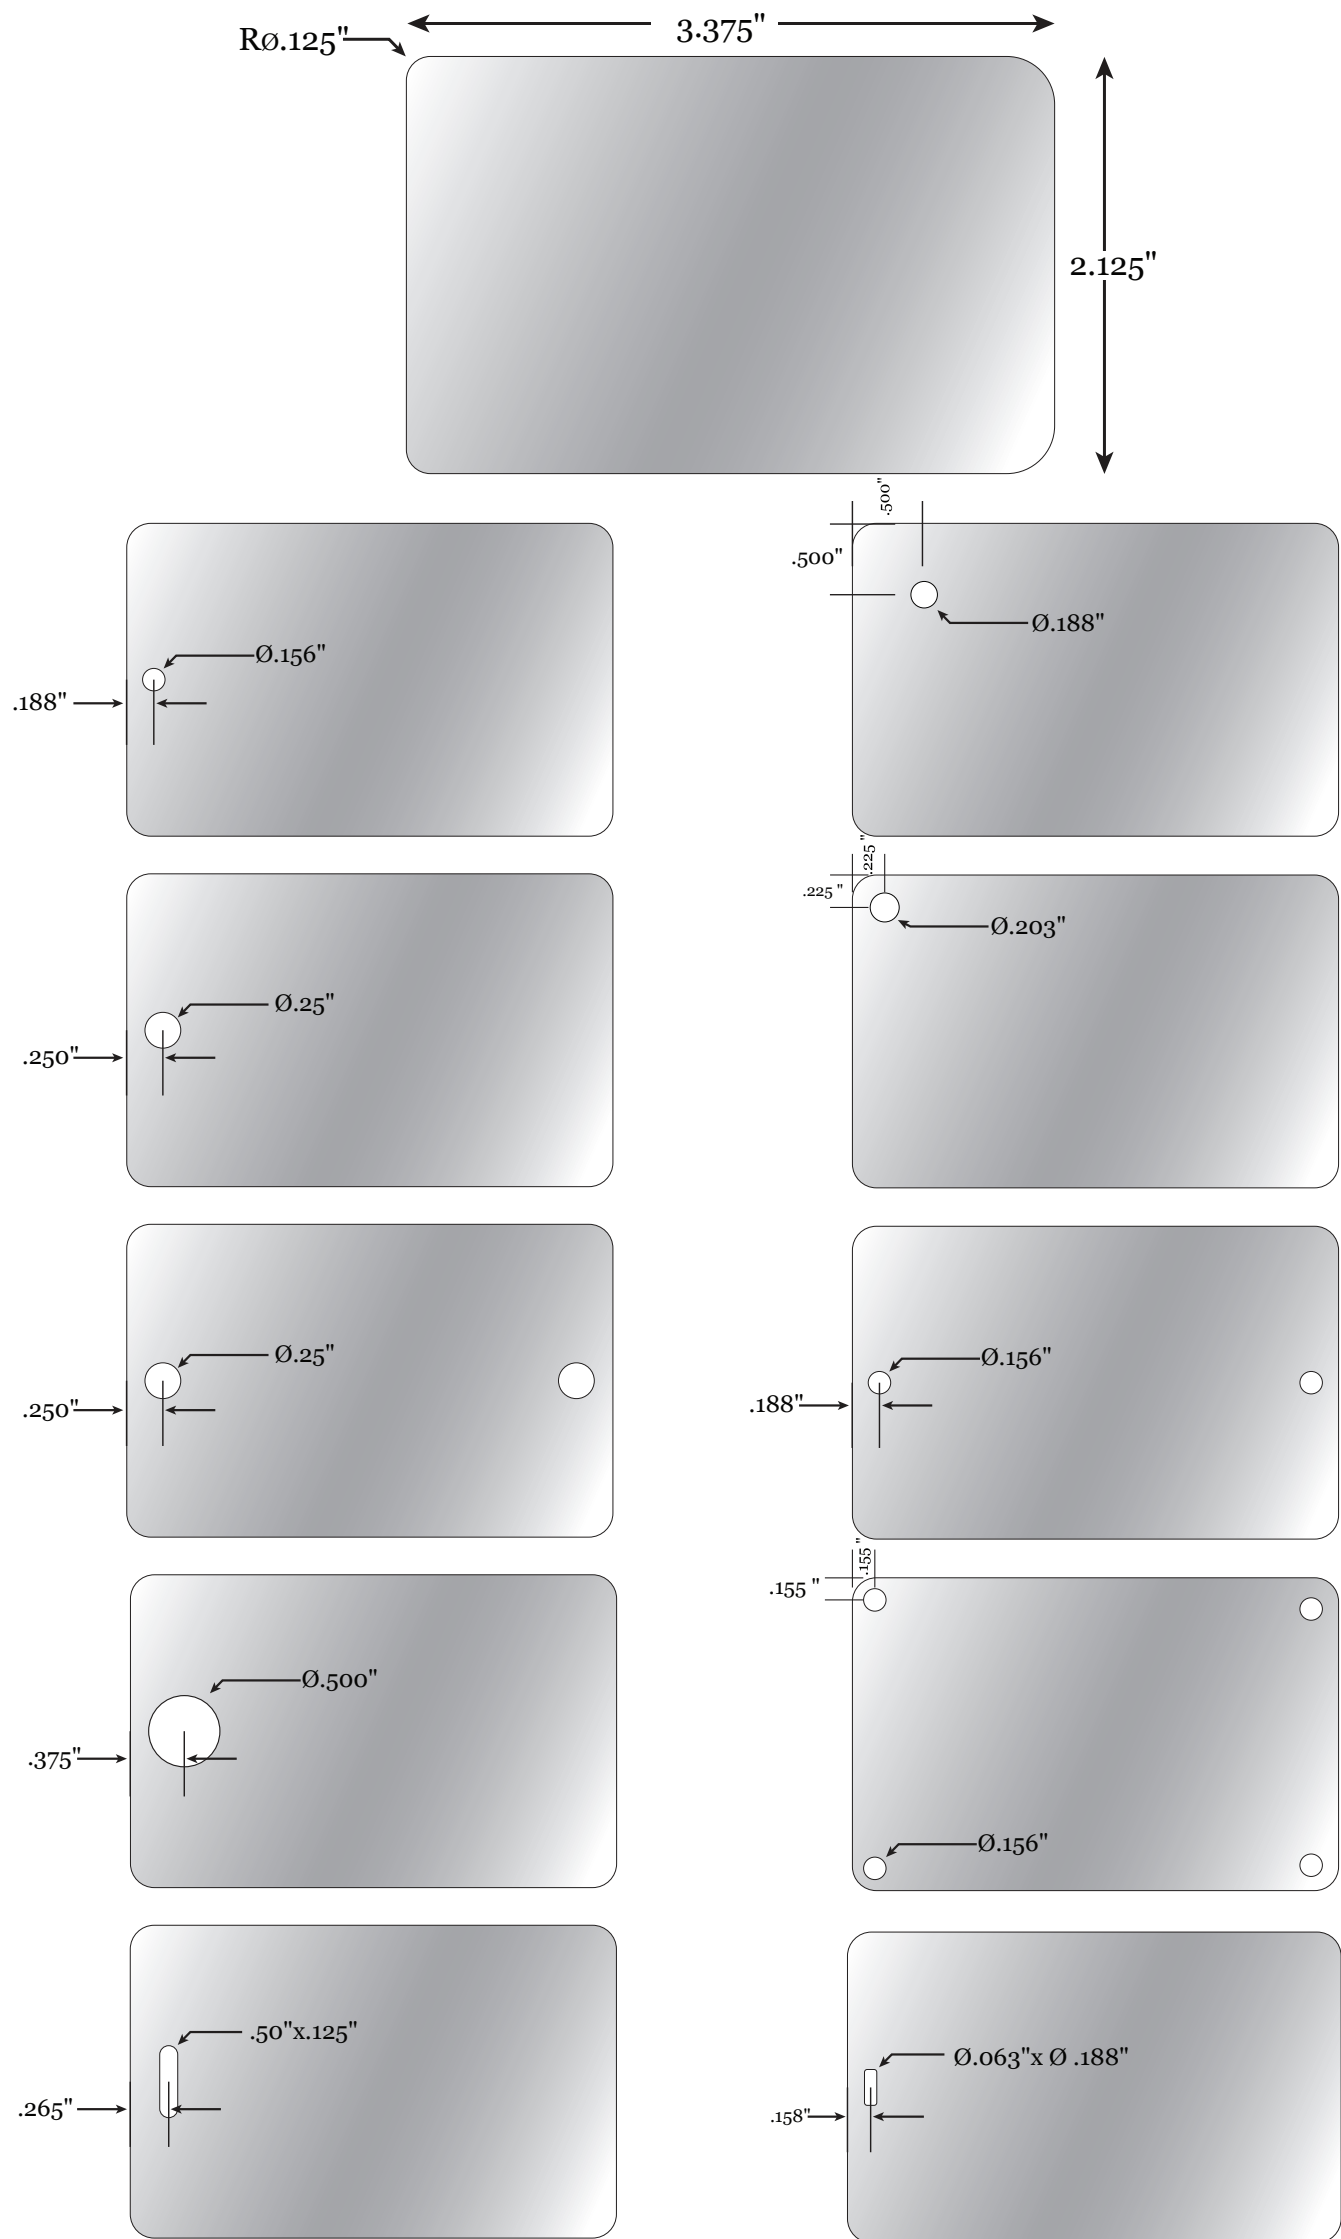 3.375"
RØ.125"
2.125"
.500"
.500"
Ø.188"
Ø.156"
.188"
.225 "
.225 "
Ø.203"
Ø.25"
.250"
Ø.25"
.250"
Ø.156"
.188"
.155 "
.155 "
Ø.500"
.375"
Ø.156"
.50"x.125"
.265"
Ø.063"x Ø .188"
.158"